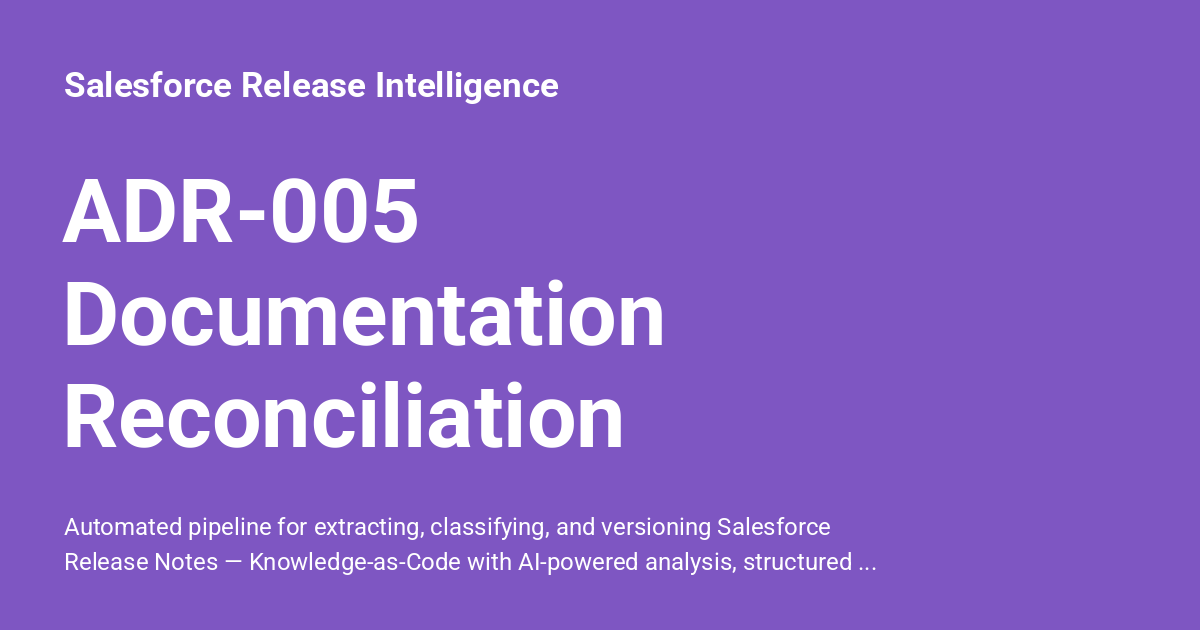 Salesforce Release Intelligence
ADR-005
Documentation
Reconciliation
Automated pipeline for extracting, classifying, and versioning Salesforce
Release Notes — Knowledge-as-Code with AI-powered analysis, structured ...